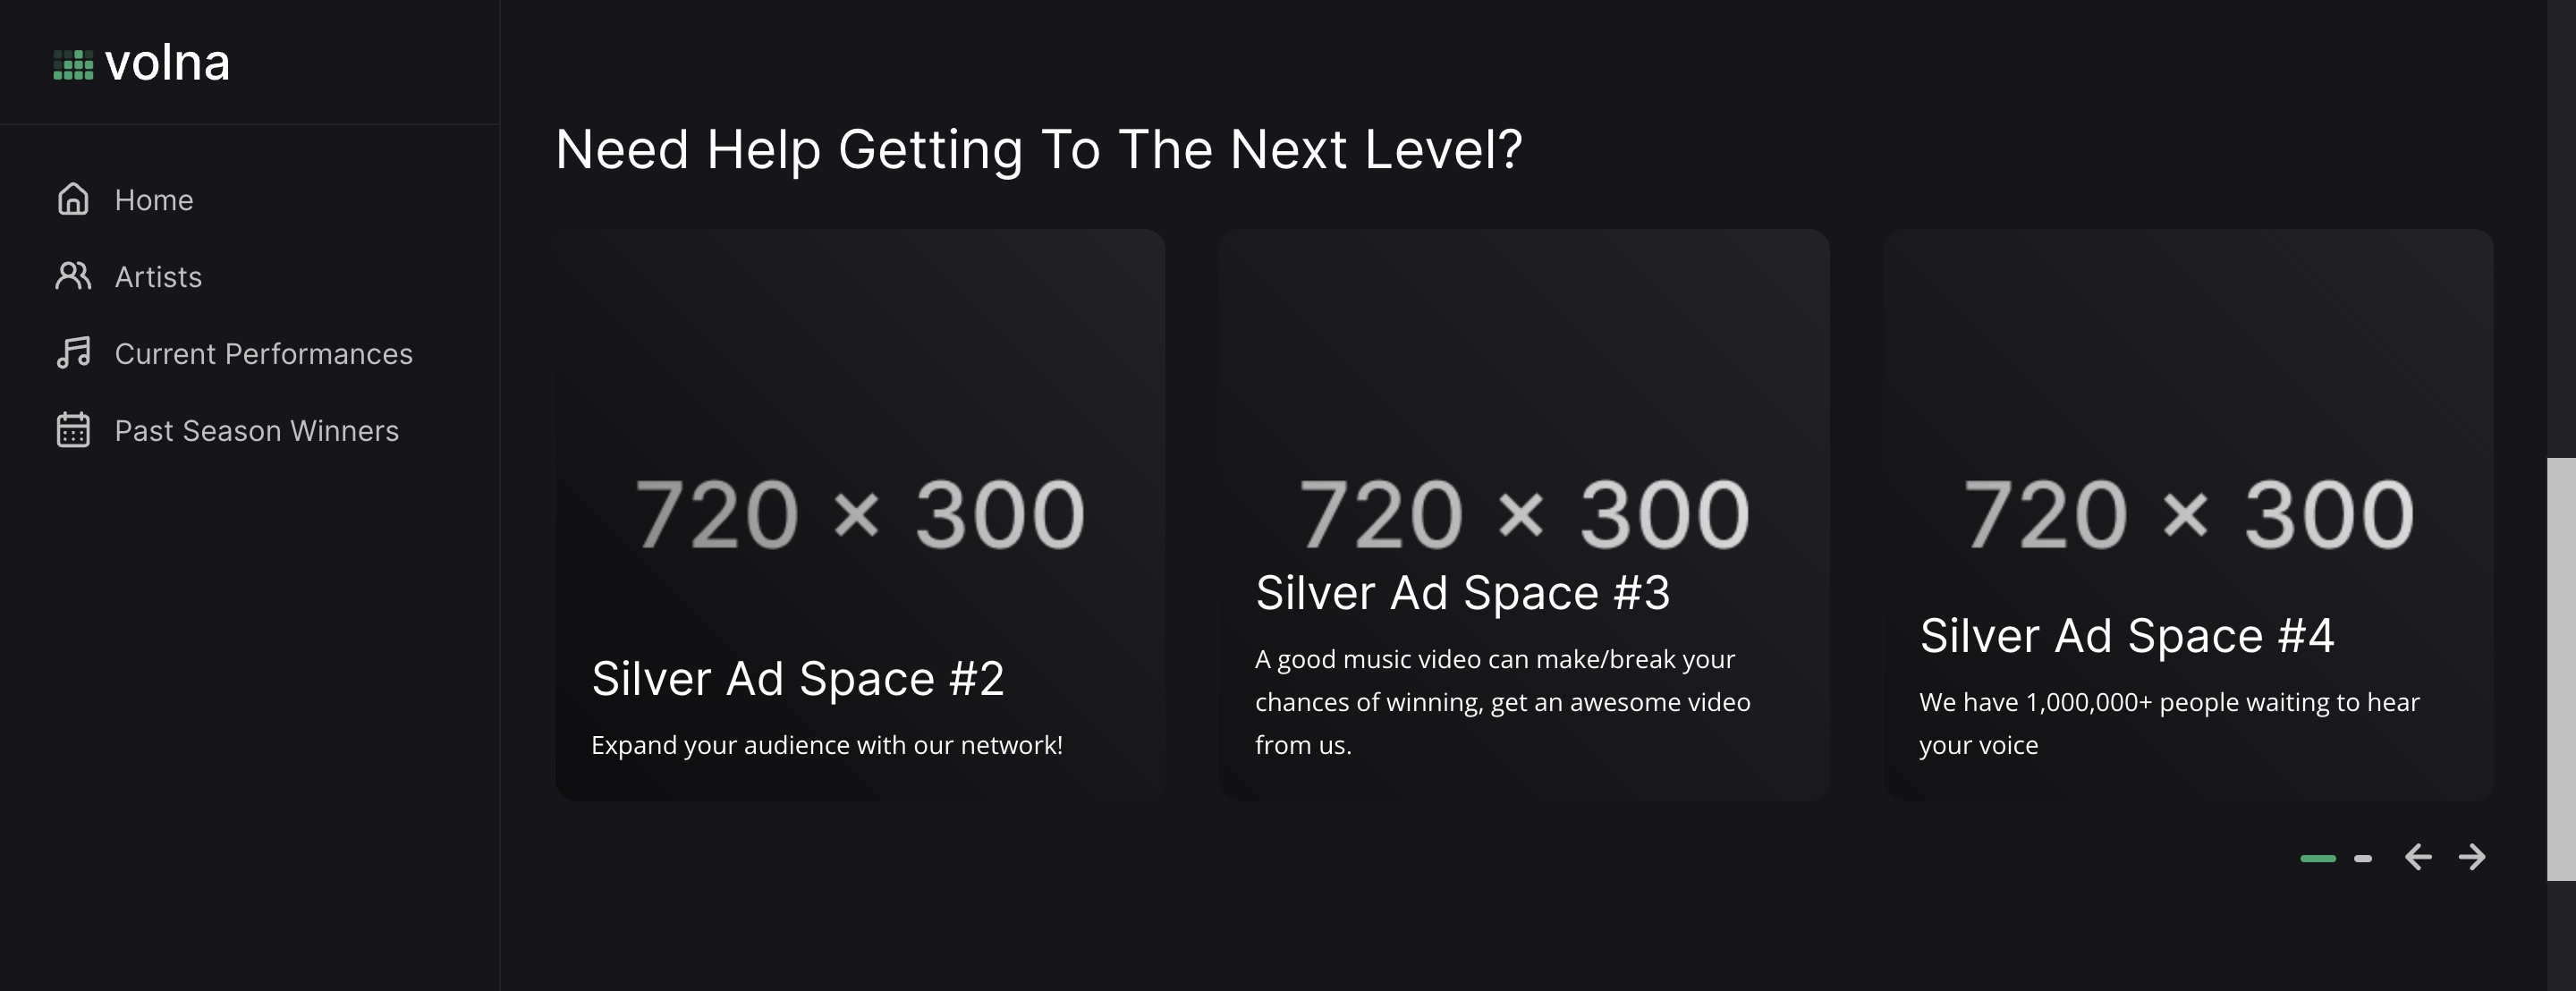 volna
Home
Artists
Current Performances
Past Season Winners
Need Help Getting To The Next Level?
720 × 300
Silver Ad Space #2
Expand your audience with our network!
720 × 300
Silver Ad Space #3
A good music video can make/break your
chances of winning, get an awesome video
from us.
720 × 300
Silver Ad Space #4
We have 1,000,000+ people waiting to hear
your voice